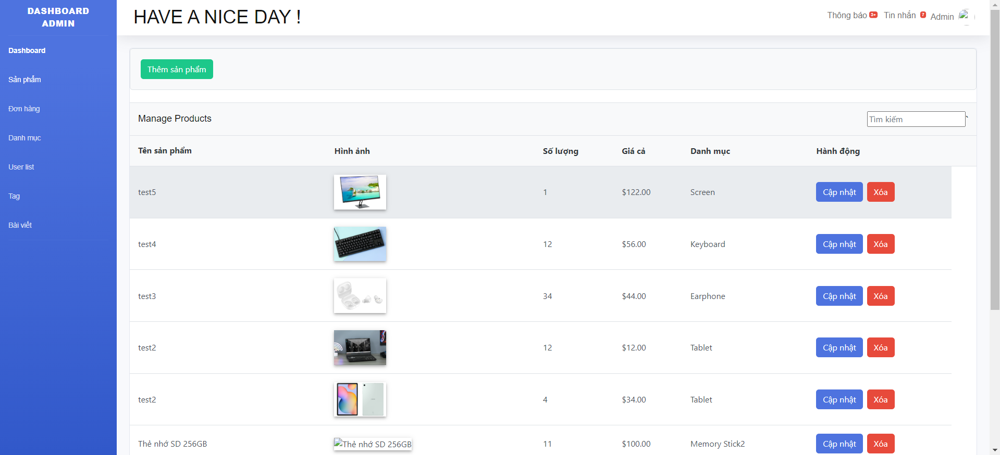 DASHBOARD
ADMIN
Dashboard
Sản phẩm
Đơn hàng
Danh mục
User list
Tag
Bài viết
HAVE A NICE DAY !
Thông báo 3+ Tin nhắn 7 Admin
Thêm sản phẩm
Manage Products
Tìm kiếm `
Tên sản phẩm Hình ảnh Số lượng Giá cả Danh mục Hành động
test5 1 $122.00 Screen Cập nhật Xóa
test4 12 $56.00 Keyboard Cập nhật Xóa
test3 34 $44.00 Earphone Cập nhật Xóa
test2 12 $12.00 Tablet Cập nhật Xóa
test2 4 $34.00 Tablet Cập nhật Xóa
Thẻ nhớ SD 256GB Thẻ nhớ SD 256GB 11 $100.00 Memory Stick2 Cập nhật Xóa